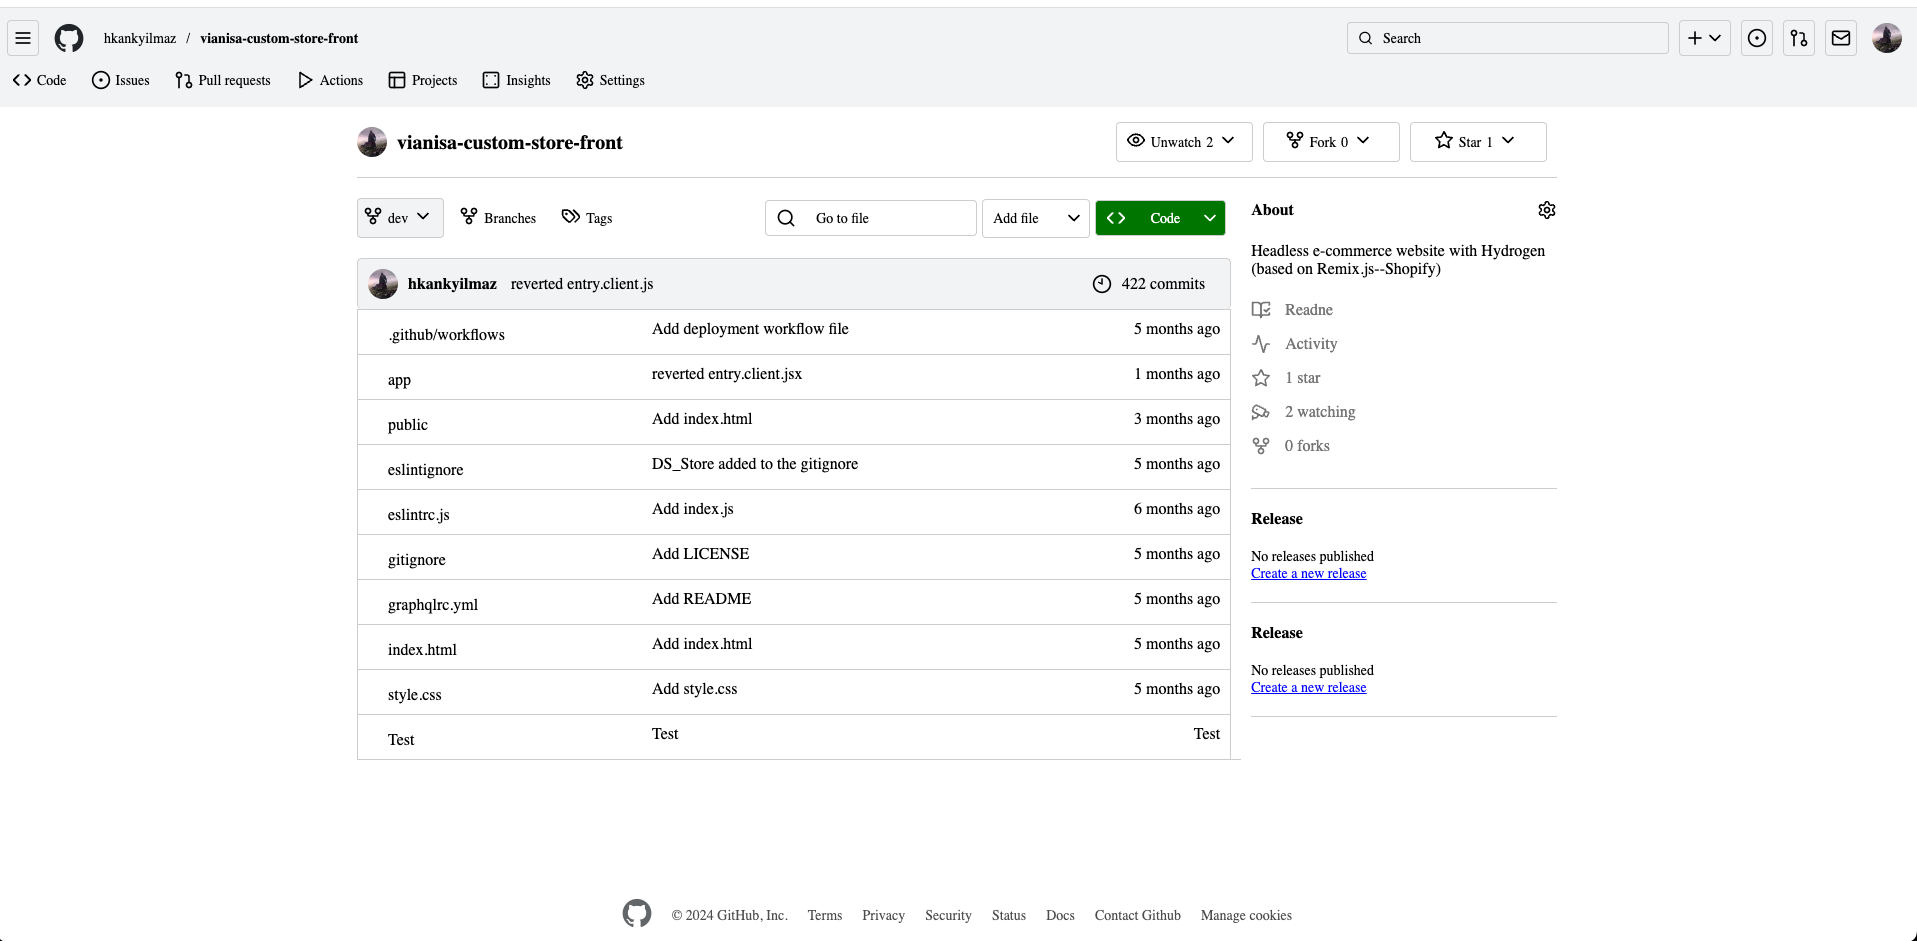 hkankyilmaz / vianisa-custom-store-front
Search
Code Issues Pull requests Actions Projects Insights Settings
vianisa-custom-store-front
Unwatch 2 Fork 0 Star 1
dev Branches Tags Go to file Add file Code
hkankyilmaz reverted entry.client.js 422 commits
.github/workflows Add deployment workflow file 5 months ago
app reverted entry.client.jsx 1 months ago
public Add index.html 3 months ago
eslintignore DS_Store added to the gitignore 5 months ago
eslintrc.js Add index.js 6 months ago
gitignore Add LICENSE 5 months ago
graphqlrc.yml Add README 5 months ago
index.html Add index.html 5 months ago
style.css Add style.css 5 months ago
Test Test Test
About
Headless e-commerce website with Hydrogen
(based on Remix.js--Shopify)
Readne
Activity
1 star
2 watching
0 forks
Release
No releases published
Create a new release
Release
No releases published
Create a new release
© 2024 GitHub, Inc. Terms Privacy Security Status Docs Contact Github Manage cookies